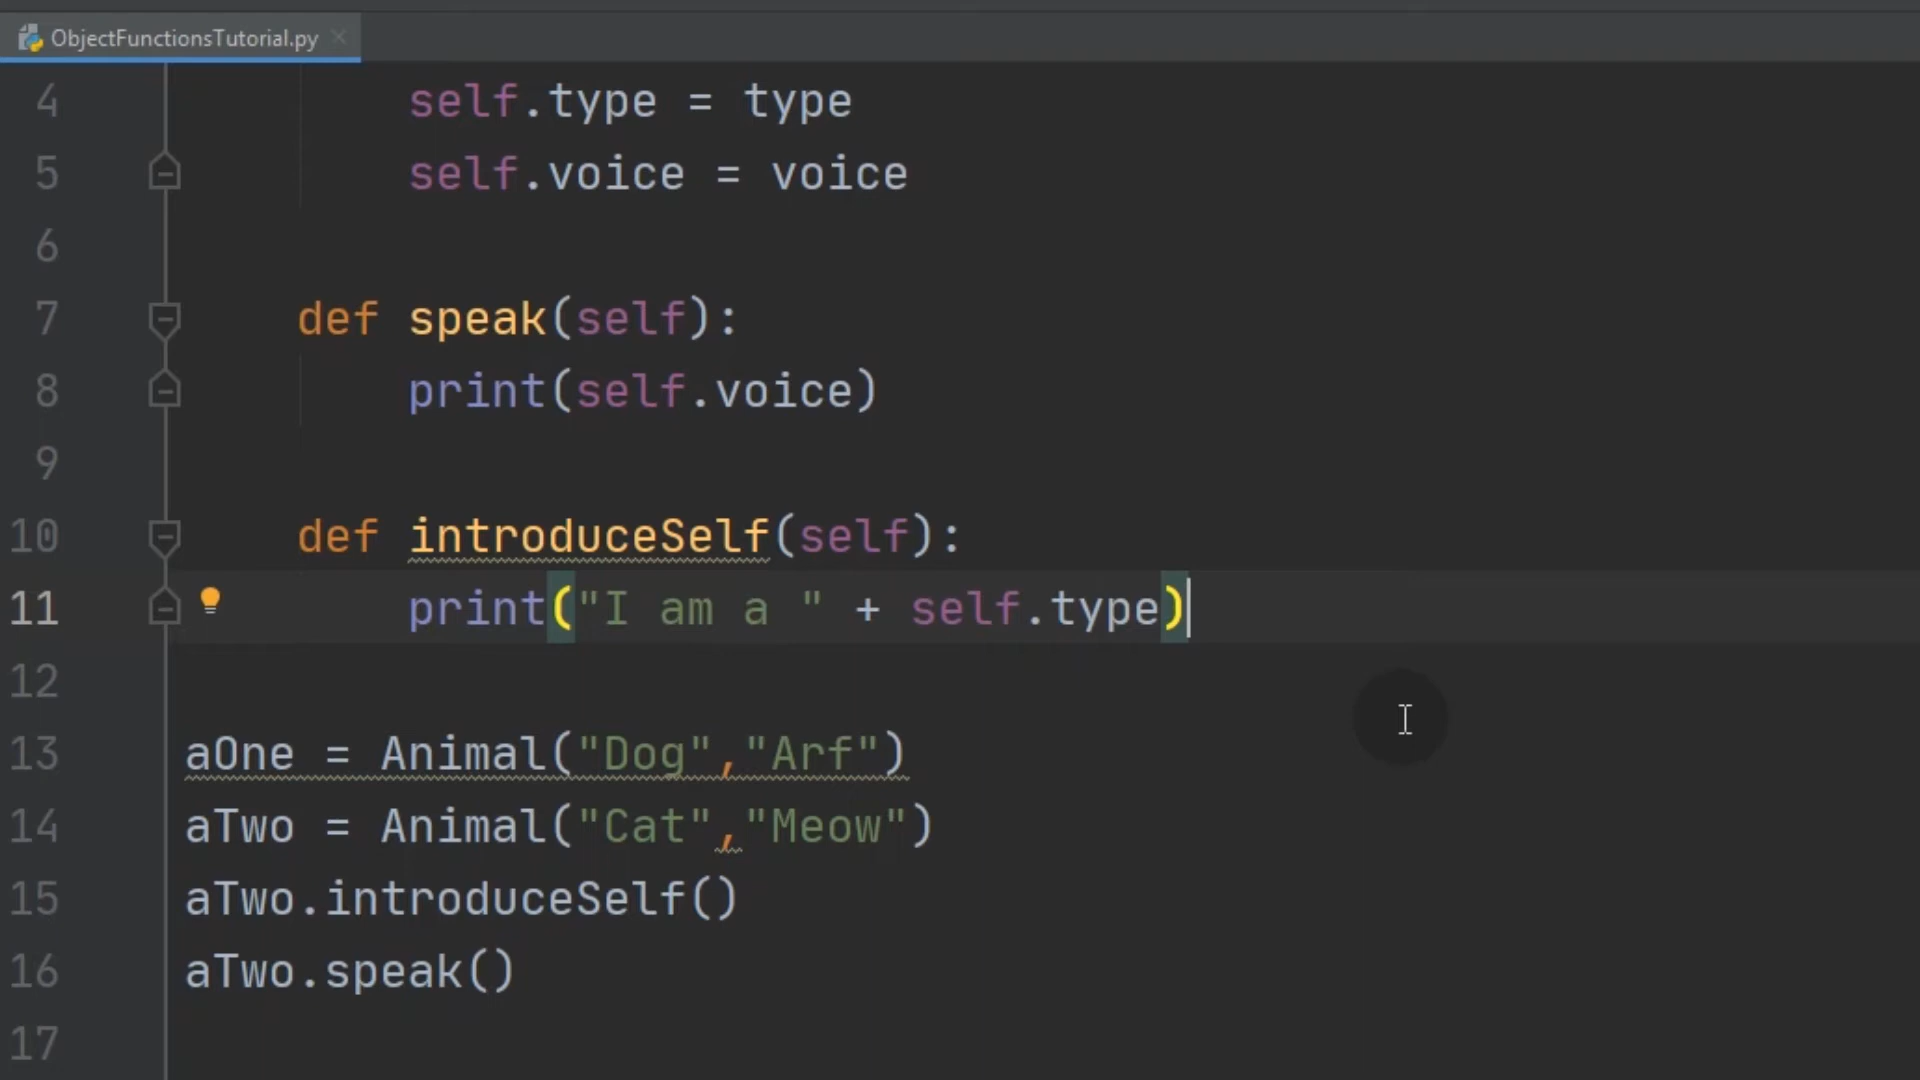 ObjectFunctionsTutorial.py
4 self.type = type
5 self.voice = voice
6
7 def speak(self):
8 print(self.voice)
9
10 def introduceSelf(self):
11 print("I am a " + self.type)
12
13 aOne = Animal("Dog","Arf")
14 aTwo = Animal("Cat","Meow")
15 aTwo.introduceSelf()
16 aTwo.speak()
17